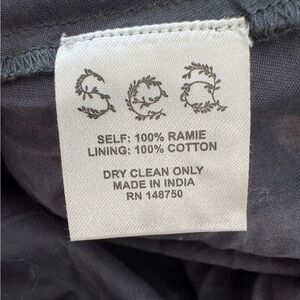 Sea
SELF: 100% RAMIE
LINING: 100% COTTON
DRY CLEAN ONLY
MADE IN INDIA
RN 148750